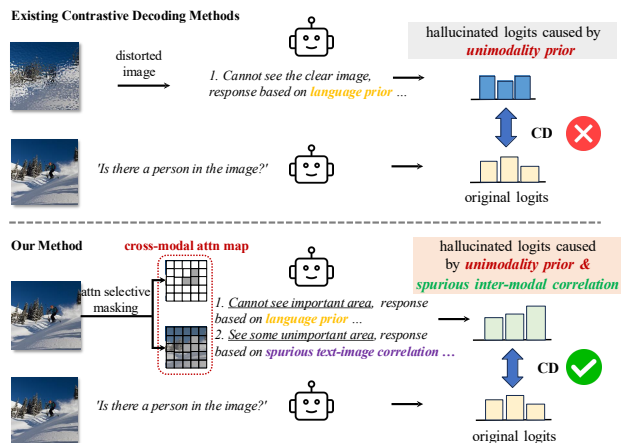 Existing Contrastive Decoding Methods
distorted
image
1. Cannot see the clear image,
response based on language prior ...
hallucinated logits caused by
unimodality prior
CD
'Is there a person in the image?'
original logits
Our Method
cross-modal attn map
attn selective
masking
1. Cannot see important area, response
based on language prior ...
2. See some unimportant area, response
based on spurious text-image correlation ...
hallucinated logits caused
by unimodality prior &
spurious inter-modal correlation
CD
'Is there a person in the image?'
original logits